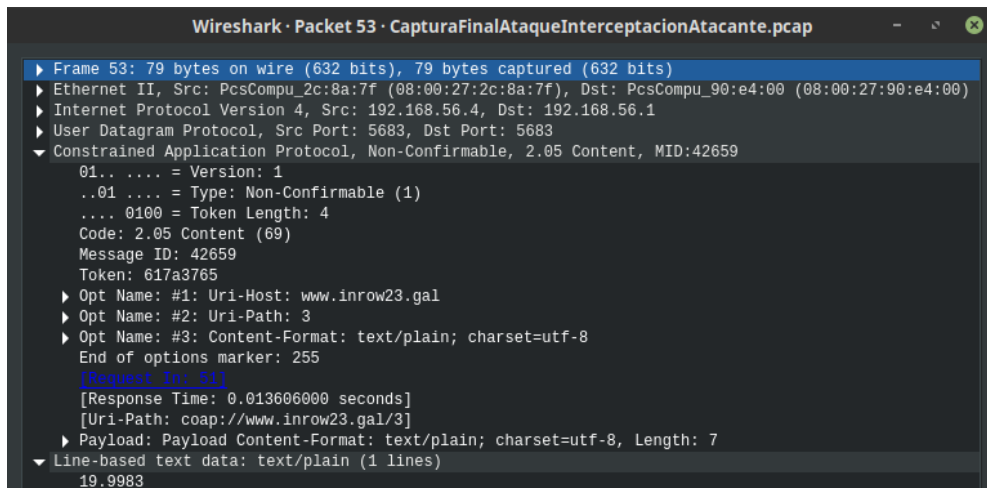 Wireshark · Packet 53 · CapturaFinalAtaqueInterceptacionAtacante.pcap
Frame 53: 79 bytes on wire (632 bits), 79 bytes captured (632 bits)
Ethernet II, Src: PcsCompu_2c:8a:7f (08:00:27:2c:8a:7f), Dst: PcsCompu_90:e4:00 (08:00:27:90:e4:00)
Internet Protocol Version 4, Src: 192.168.56.4, Dst: 192.168.56.1
User Datagram Protocol, Src Port: 5683, Dst Port: 5683
Constrained Application Protocol, Non-Confirmable, 2.05 Content, MID:42659
01.. .... = Version: 1
..01 .... = Type: Non-Confirmable (1)
.... 0100 = Token Length: 4
Code: 2.05 Content (69)
Message ID: 42659
Token: 617a3765
Opt Name: #1: Uri-Host: www.inrow23.gal
Opt Name: #2: Uri-Path: 3
Opt Name: #3: Content-Format: text/plain; charset=utf-8
End of options marker: 255
[Request In: 51]
[Response Time: 0.013606000 seconds]
[Uri-Path: coap://www.inrow23.gal/3]
Payload: Payload Content-Format: text/plain; charset=utf-8, Length: 7
Line-based text data: text/plain (1 lines)
19.9983